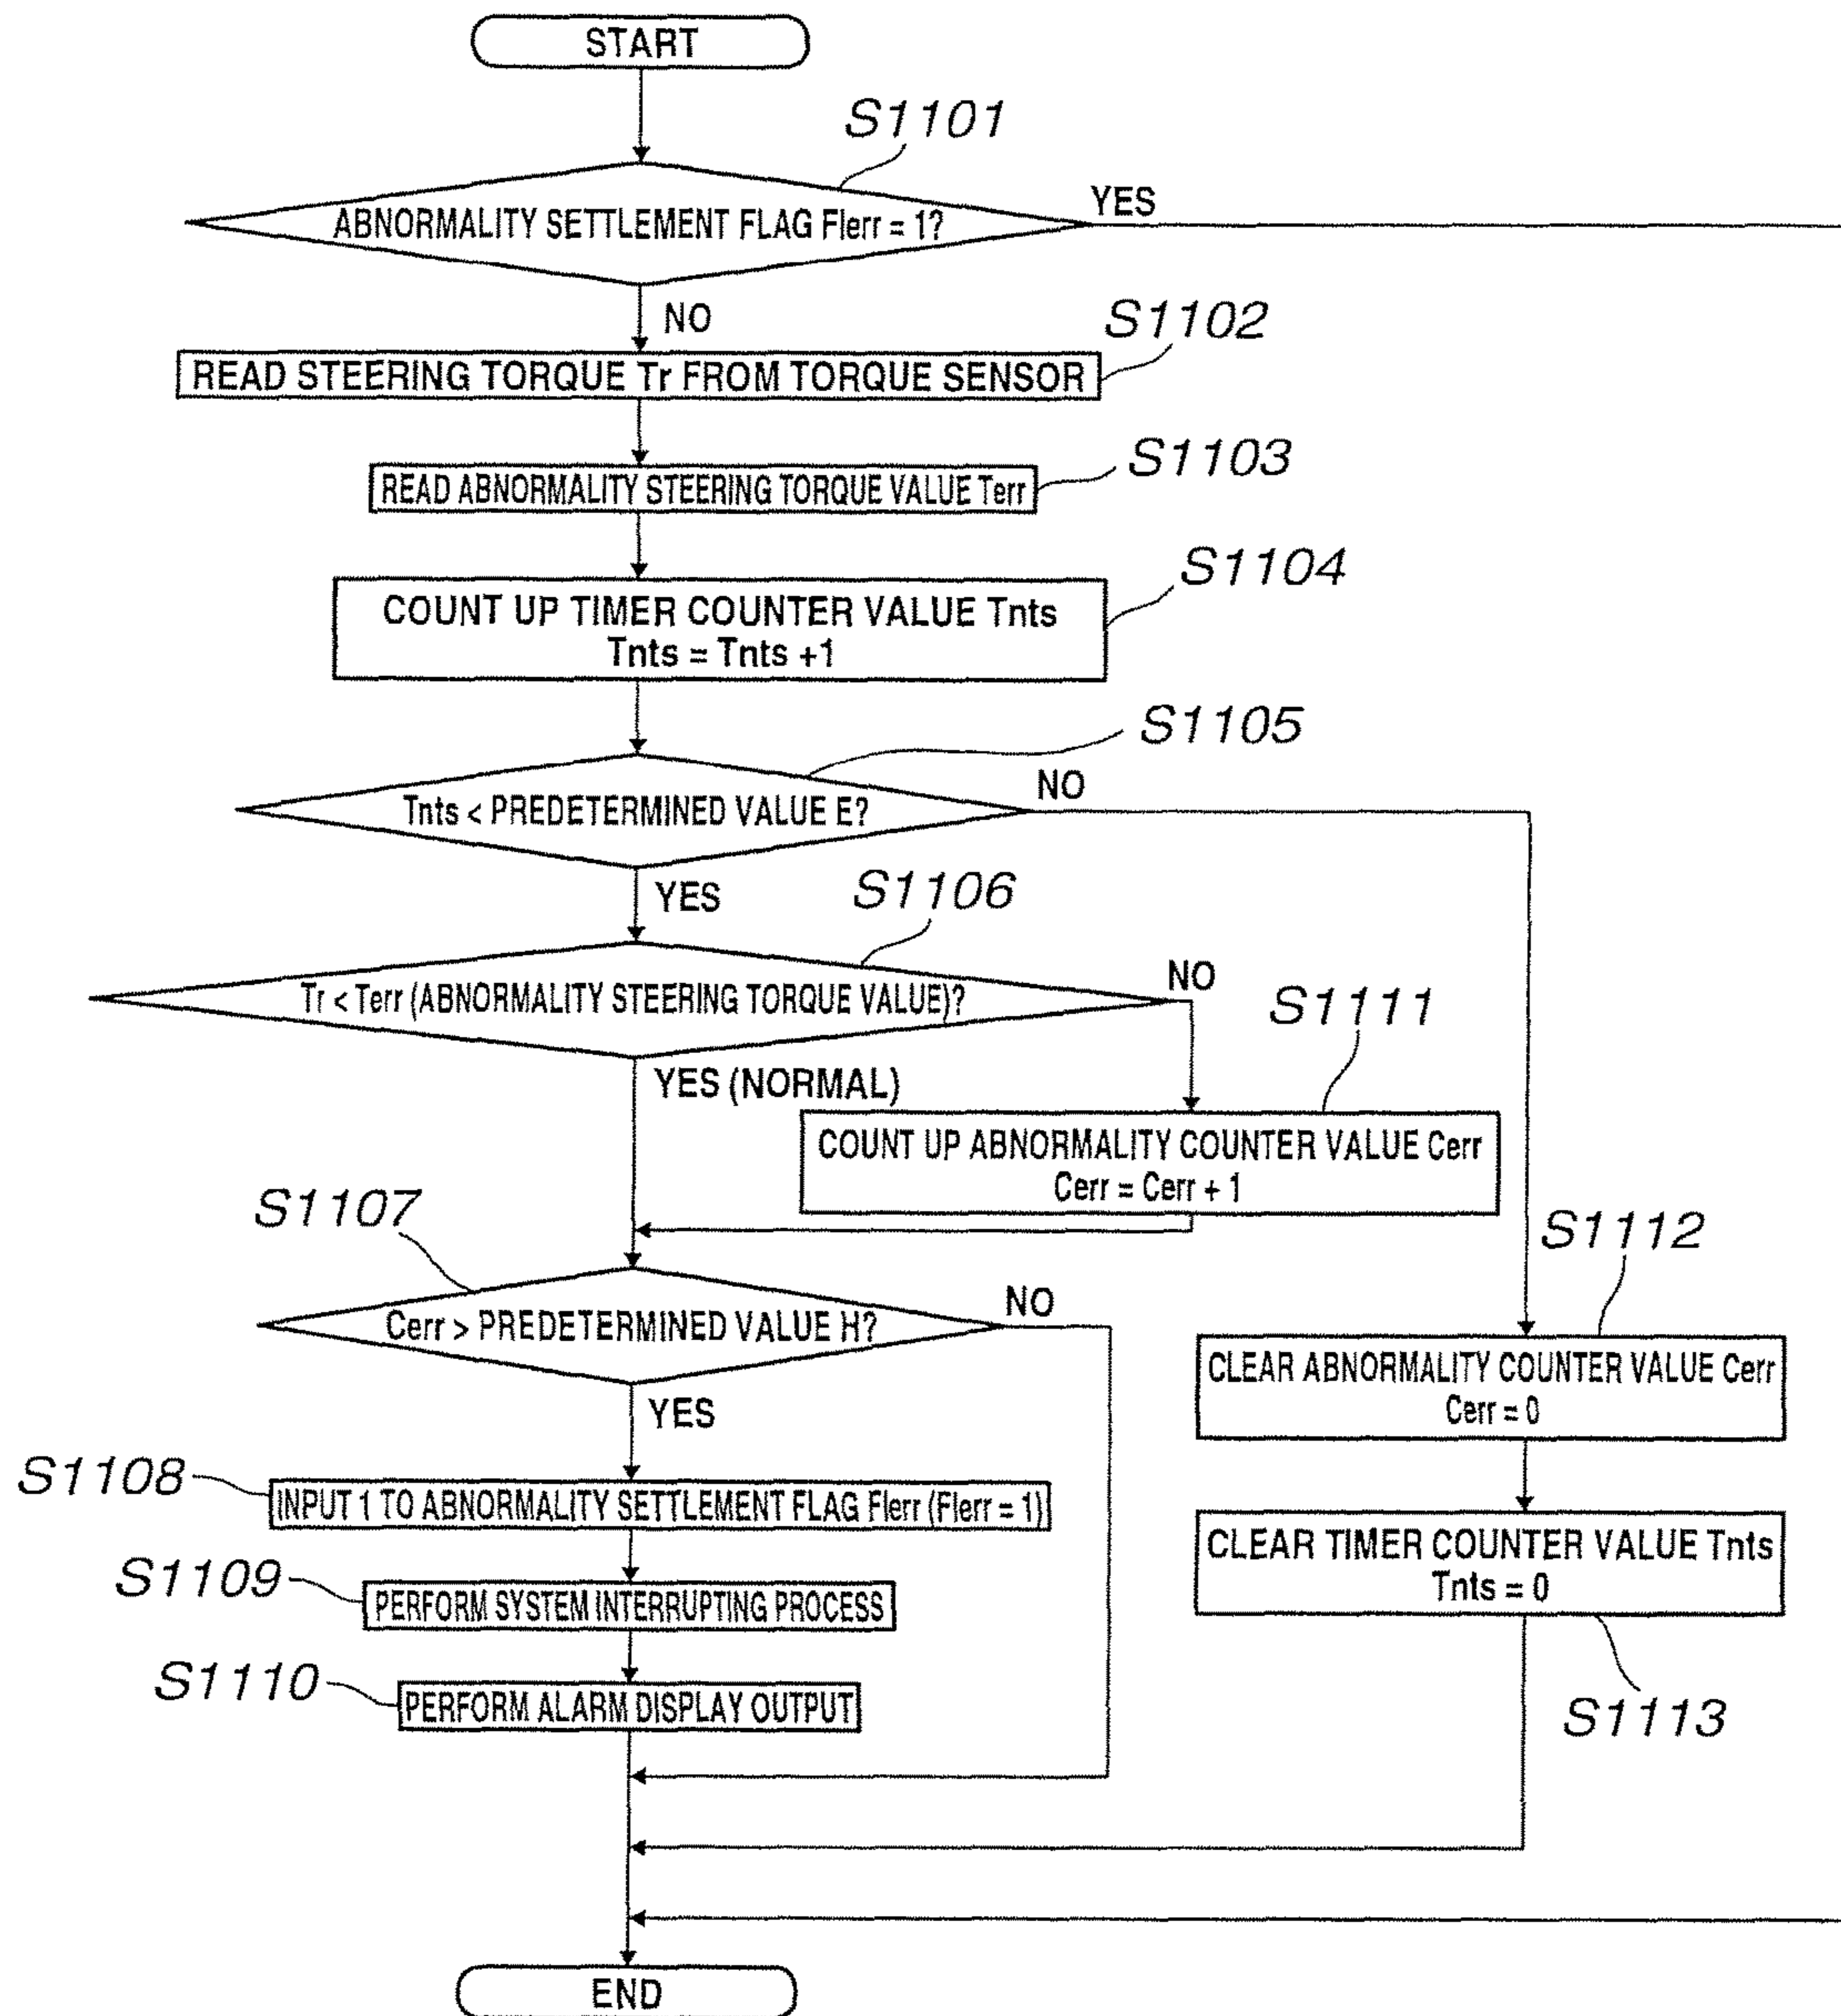 START
S1101
ABNORMALITY SETTLEMENT FLAG Flerr = 1?
YES
NO
S1102
READ STEERING TORQUE Tr FROM TORQUE SENSOR
S1103
READ ABNORMALITY STEERING TORQUE VALUE Terr
S1104
COUNT UP TIMER COUNTER VALUE Tnts
Tnts = Tnts +1
S1105
Tnts < PREDETERMINED VALUE E?
NO
YES
S1106
Tr < Terr (ABNORMALITY STEERING TORQUE VALUE)?
NO
YES (NORMAL)
S1111
COUNT UP ABNORMALITY COUNTER VALUE Cerr
Cerr = Cerr + 1
S1107
Cerr > PREDETERMINED VALUE H?
NO
YES
S1112
CLEAR ABNORMALITY COUNTER VALUE Cerr
Cerr = 0
S1108
INPUT 1 TO ABNORMALITY SETTLEMENT FLAG Flerr (Flerr = 1)
CLEAR TIMER COUNTER VALUE Tnts
Tnts = 0
S1113
S1109
PERFORM SYSTEM INTERRUPTING PROCESS
S1110
PERFORM ALARM DISPLAY OUTPUT
END